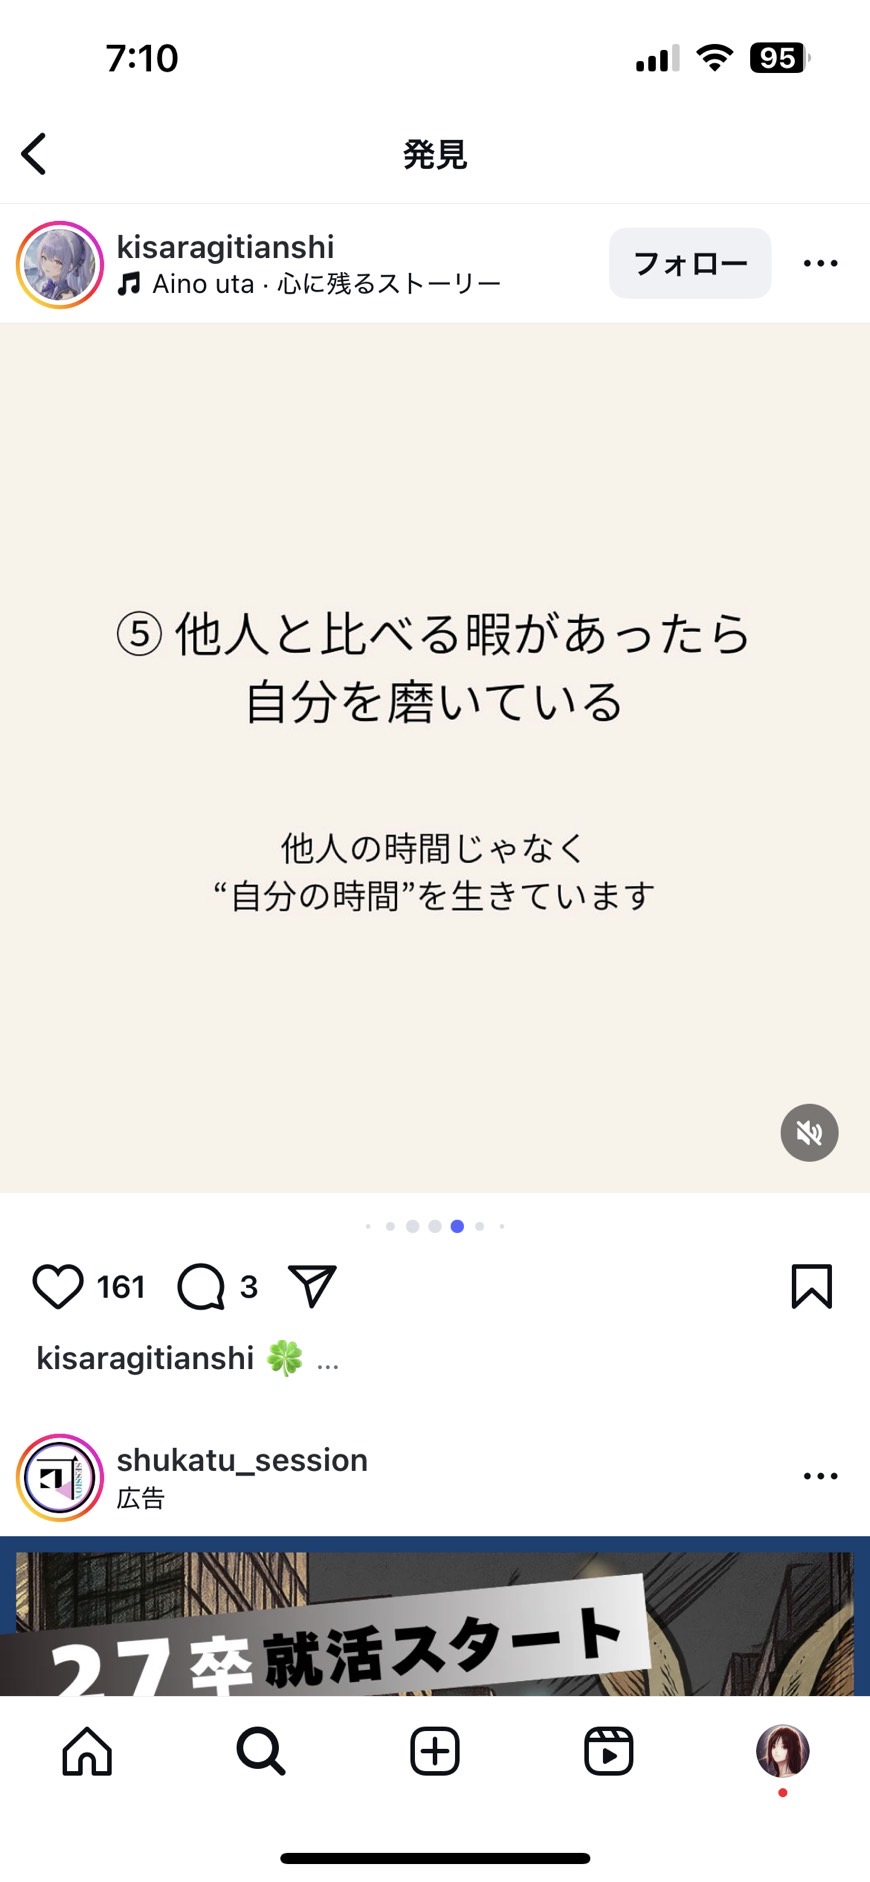 7:10
95
発見
kisaragitianshi
Aino uta · 心に残るストーリー
フォロー
⑤ 他人と比べる暇があったら
自分を磨いている
他人の時間じゃなく
“自分の時間”を生きています
161
3
kisaragitianshi 🍀 ...
shukatu_session
SESSION
広告
27卒就活スタート